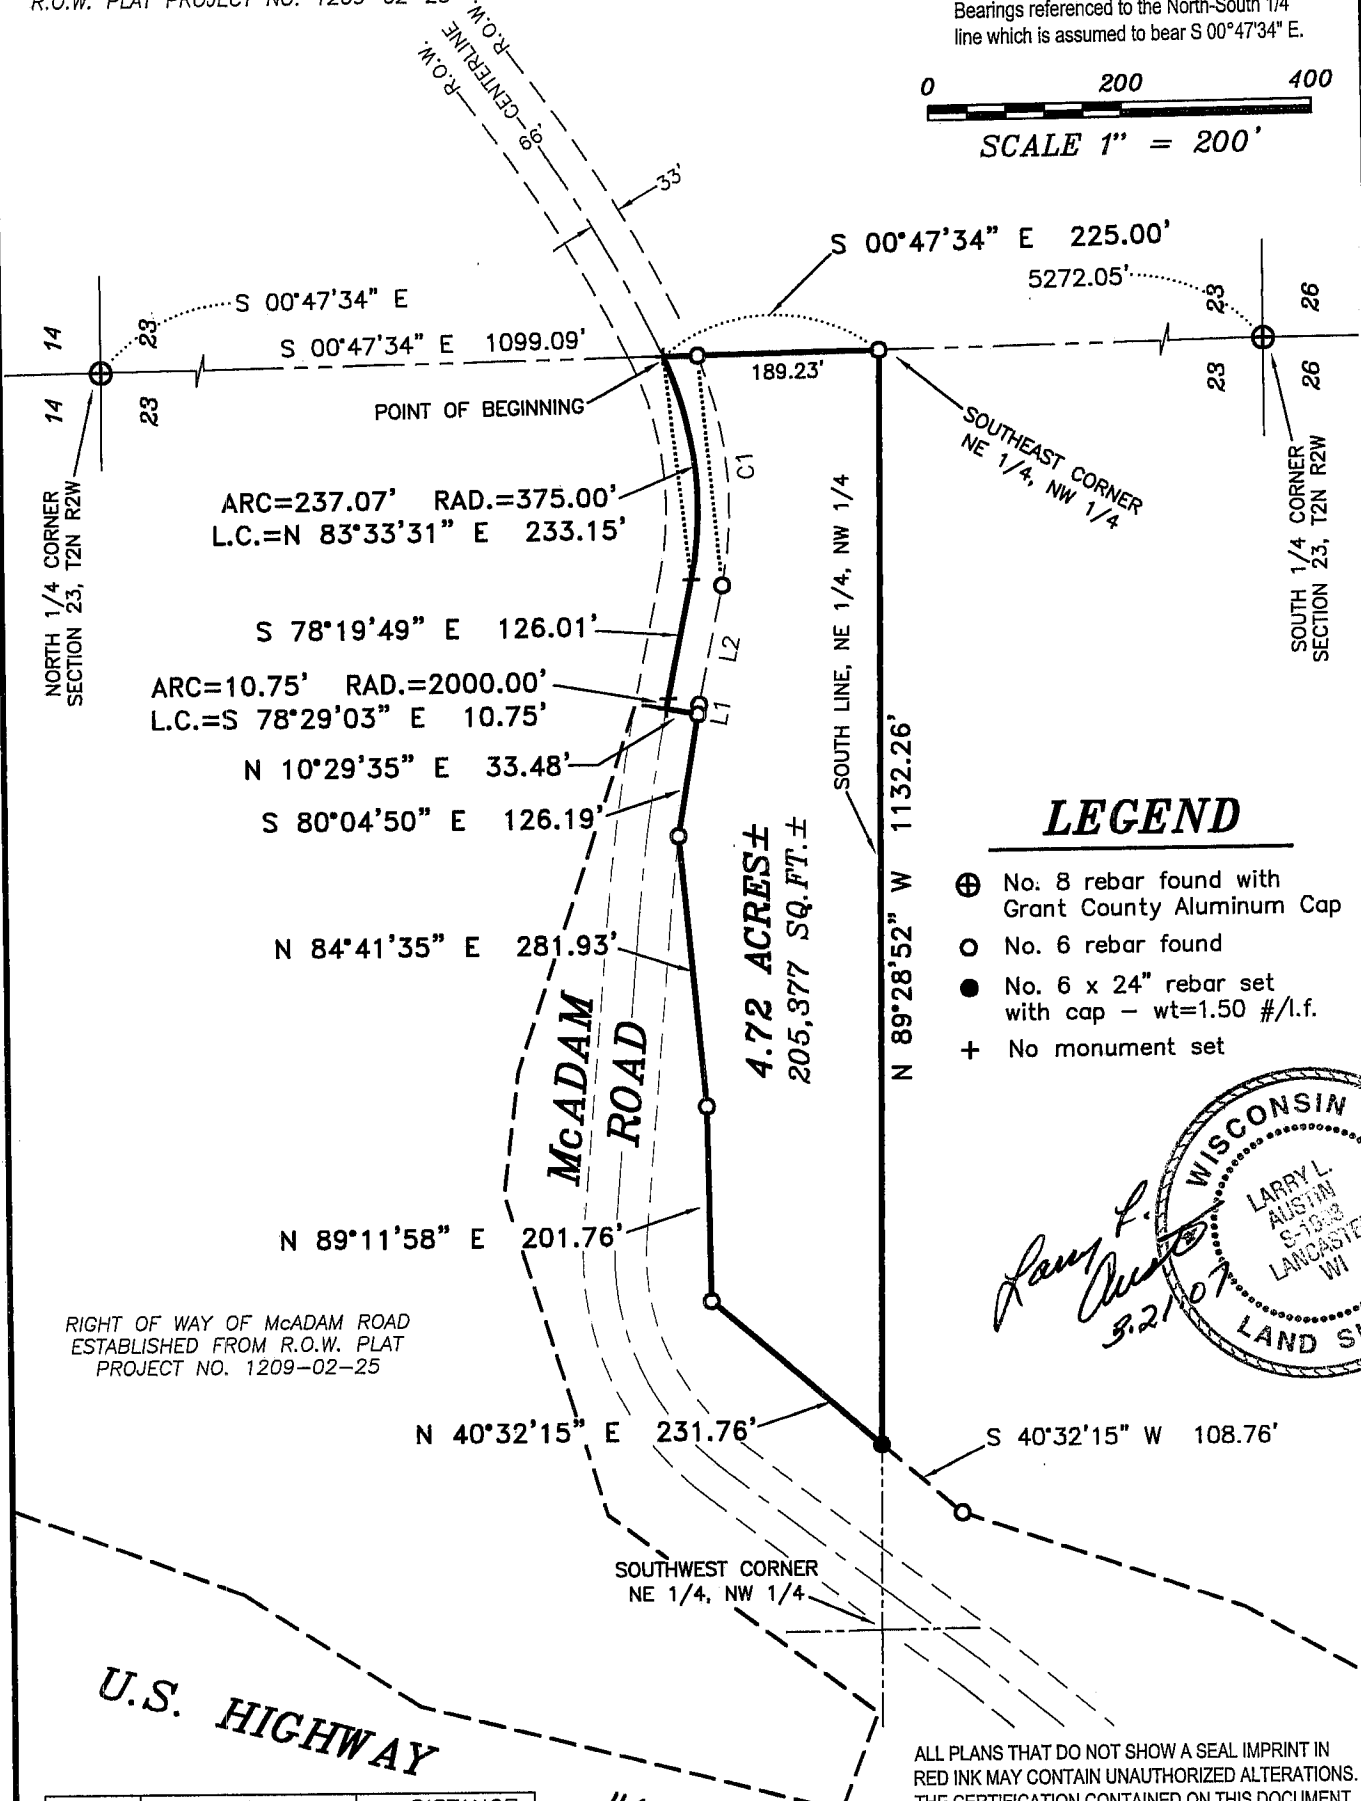 R.O.W. PLAT PROJECT NO. 1209-02-25
Bearings referenced to the North-South 1/4
line which is assumed to bear S 00°47'34" E.
R.O.W.
CENTERLINE
R.O.W.
66'
33'
0 200 400
SCALE 1" = 200'
S 00°47'34" E 225.00'
5272.05'
S 00°47'34" E
S 00°47'34" E 1099.09'
14
23
14
23
23
26
23
26
189.23'
POINT OF BEGINNING
SOUTHEAST CORNER
NE 1/4, NW 1/4
NORTH 1/4 CORNER
SECTION 23, T2N R2W
SOUTH 1/4 CORNER
SECTION 23, T2N R2W
C1
ARC=237.07' RAD.=375.00'
L.C.=N 83°33'31" E 233.15'
S 78°19'49" E 126.01'
L2
ARC=10.75' RAD.=2000.00'
L.C.=S 78°29'03" E 10.75'
L1
N 10°29'35" E 33.48'
S 80°04'50" E 126.19'
SOUTH LINE, NE 1/4, NW 1/4
N 89°28'52" W 1132.26'
4.72 ACRES±
205,377 SQ.FT.±
LEGEND
No. 8 rebar found with
Grant County Aluminum Cap
No. 6 rebar found
No. 6 x 24" rebar set
with cap – wt=1.50 #/l.f.
No monument set
N 84°41'35" E 281.93'
McADAM
ROAD
N 89°11'58" E 201.76'
WISCONSIN
LARRY L.
AUSTIN
LANCASTE
WI
LAND SU
Larry L.
Austin
3.21.07
RIGHT OF WAY OF McADAM ROAD
ESTABLISHED FROM R.O.W. PLAT
PROJECT NO. 1209-02-25
N 40°32'15" E 231.76'
S 40°32'15" W 108.76'
SOUTHWEST CORNER
NE 1/4, NW 1/4
U.S. HIGHWAY
ALL PLANS THAT DO NOT SHOW A SEAL IMPRINT IN
RED INK MAY CONTAIN UNAUTHORIZED ALTERATIONS.
THE CERTIFICATION CONTAINED ON THIS DOCUMENT
DISTANCE